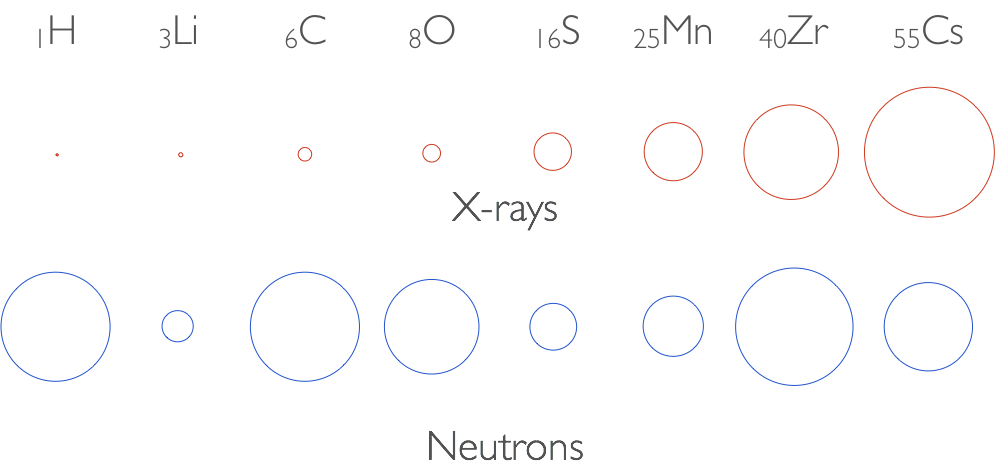 ₁H ₃Li ₆C ₈O ₁₆S ₂₅Mn ₄₀Zr ₅₅Cs
X-rays
Neutrons